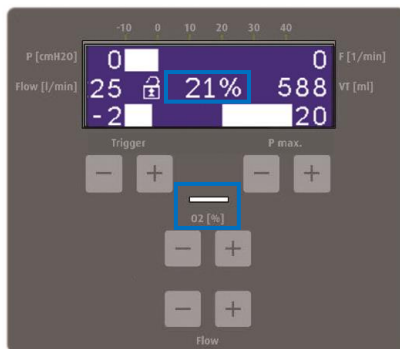 -10 0 10 20 30 40
P [cmH2O] 0 0 F [1/min]
Flow [l/min] 25 21% 588 VT [ml]
-2 20
Trigger P max.
− + − +
O2 [%]
− +
− +
Flow